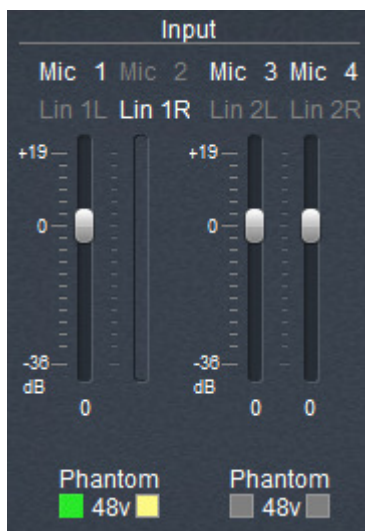 Input
Mic 1 Mic 2 Mic 3 Mic 4
Lin 1L Lin 1R Lin 2L Lin 2R
+19 +19
0 0
-36 -36
dB dB
0 0 0
Phantom Phantom
48v 48v